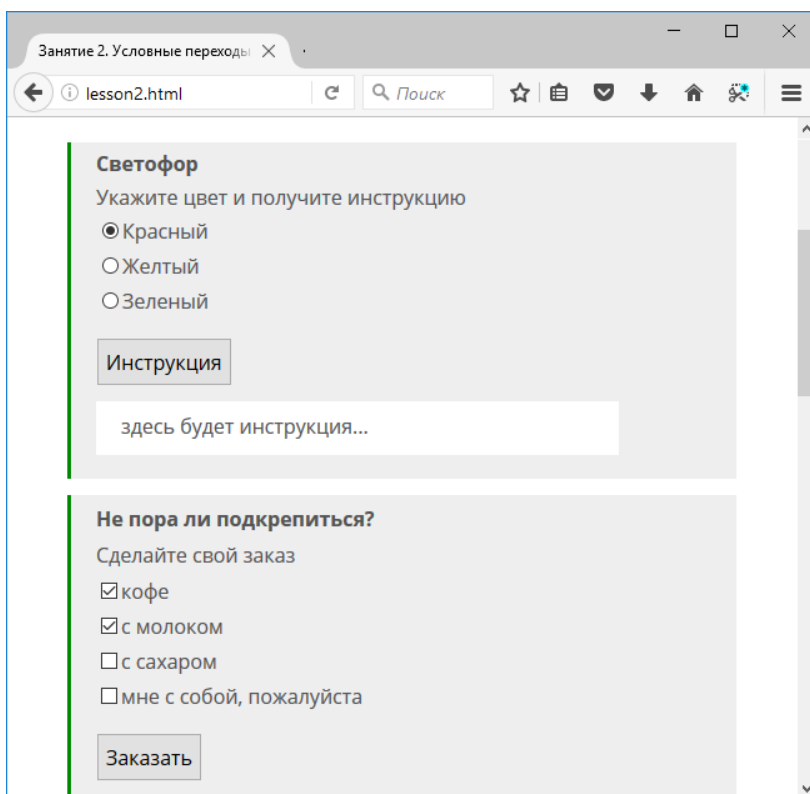 Занятие 2. Условные переходы
lesson2.html
Поиск
Светофор
Укажите цвет и получите инструкцию
Красный
Желтый
Зеленый
Инструкция
здесь будет инструкция...
Не пора ли подкрепиться?
Сделайте свой заказ
кофе
с молоком
с сахаром
мне с собой, пожалуйста
Заказать